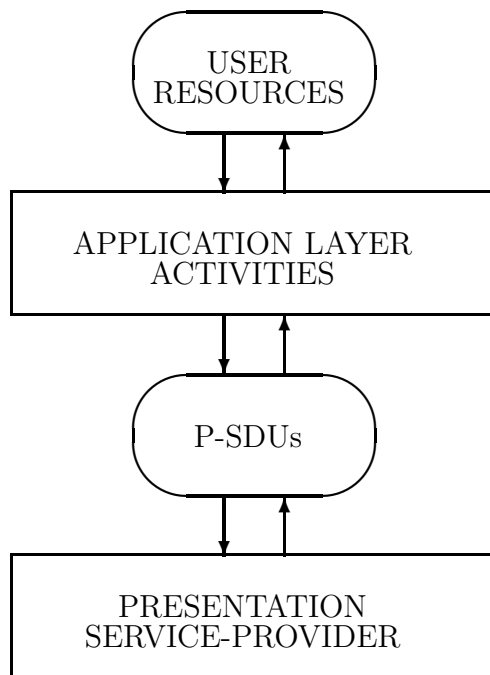 USER
RESOURCES
APPLICATION LAYER
ACTIVITIES
P-SDUs
PRESENTATION
SERVICE-PROVIDER